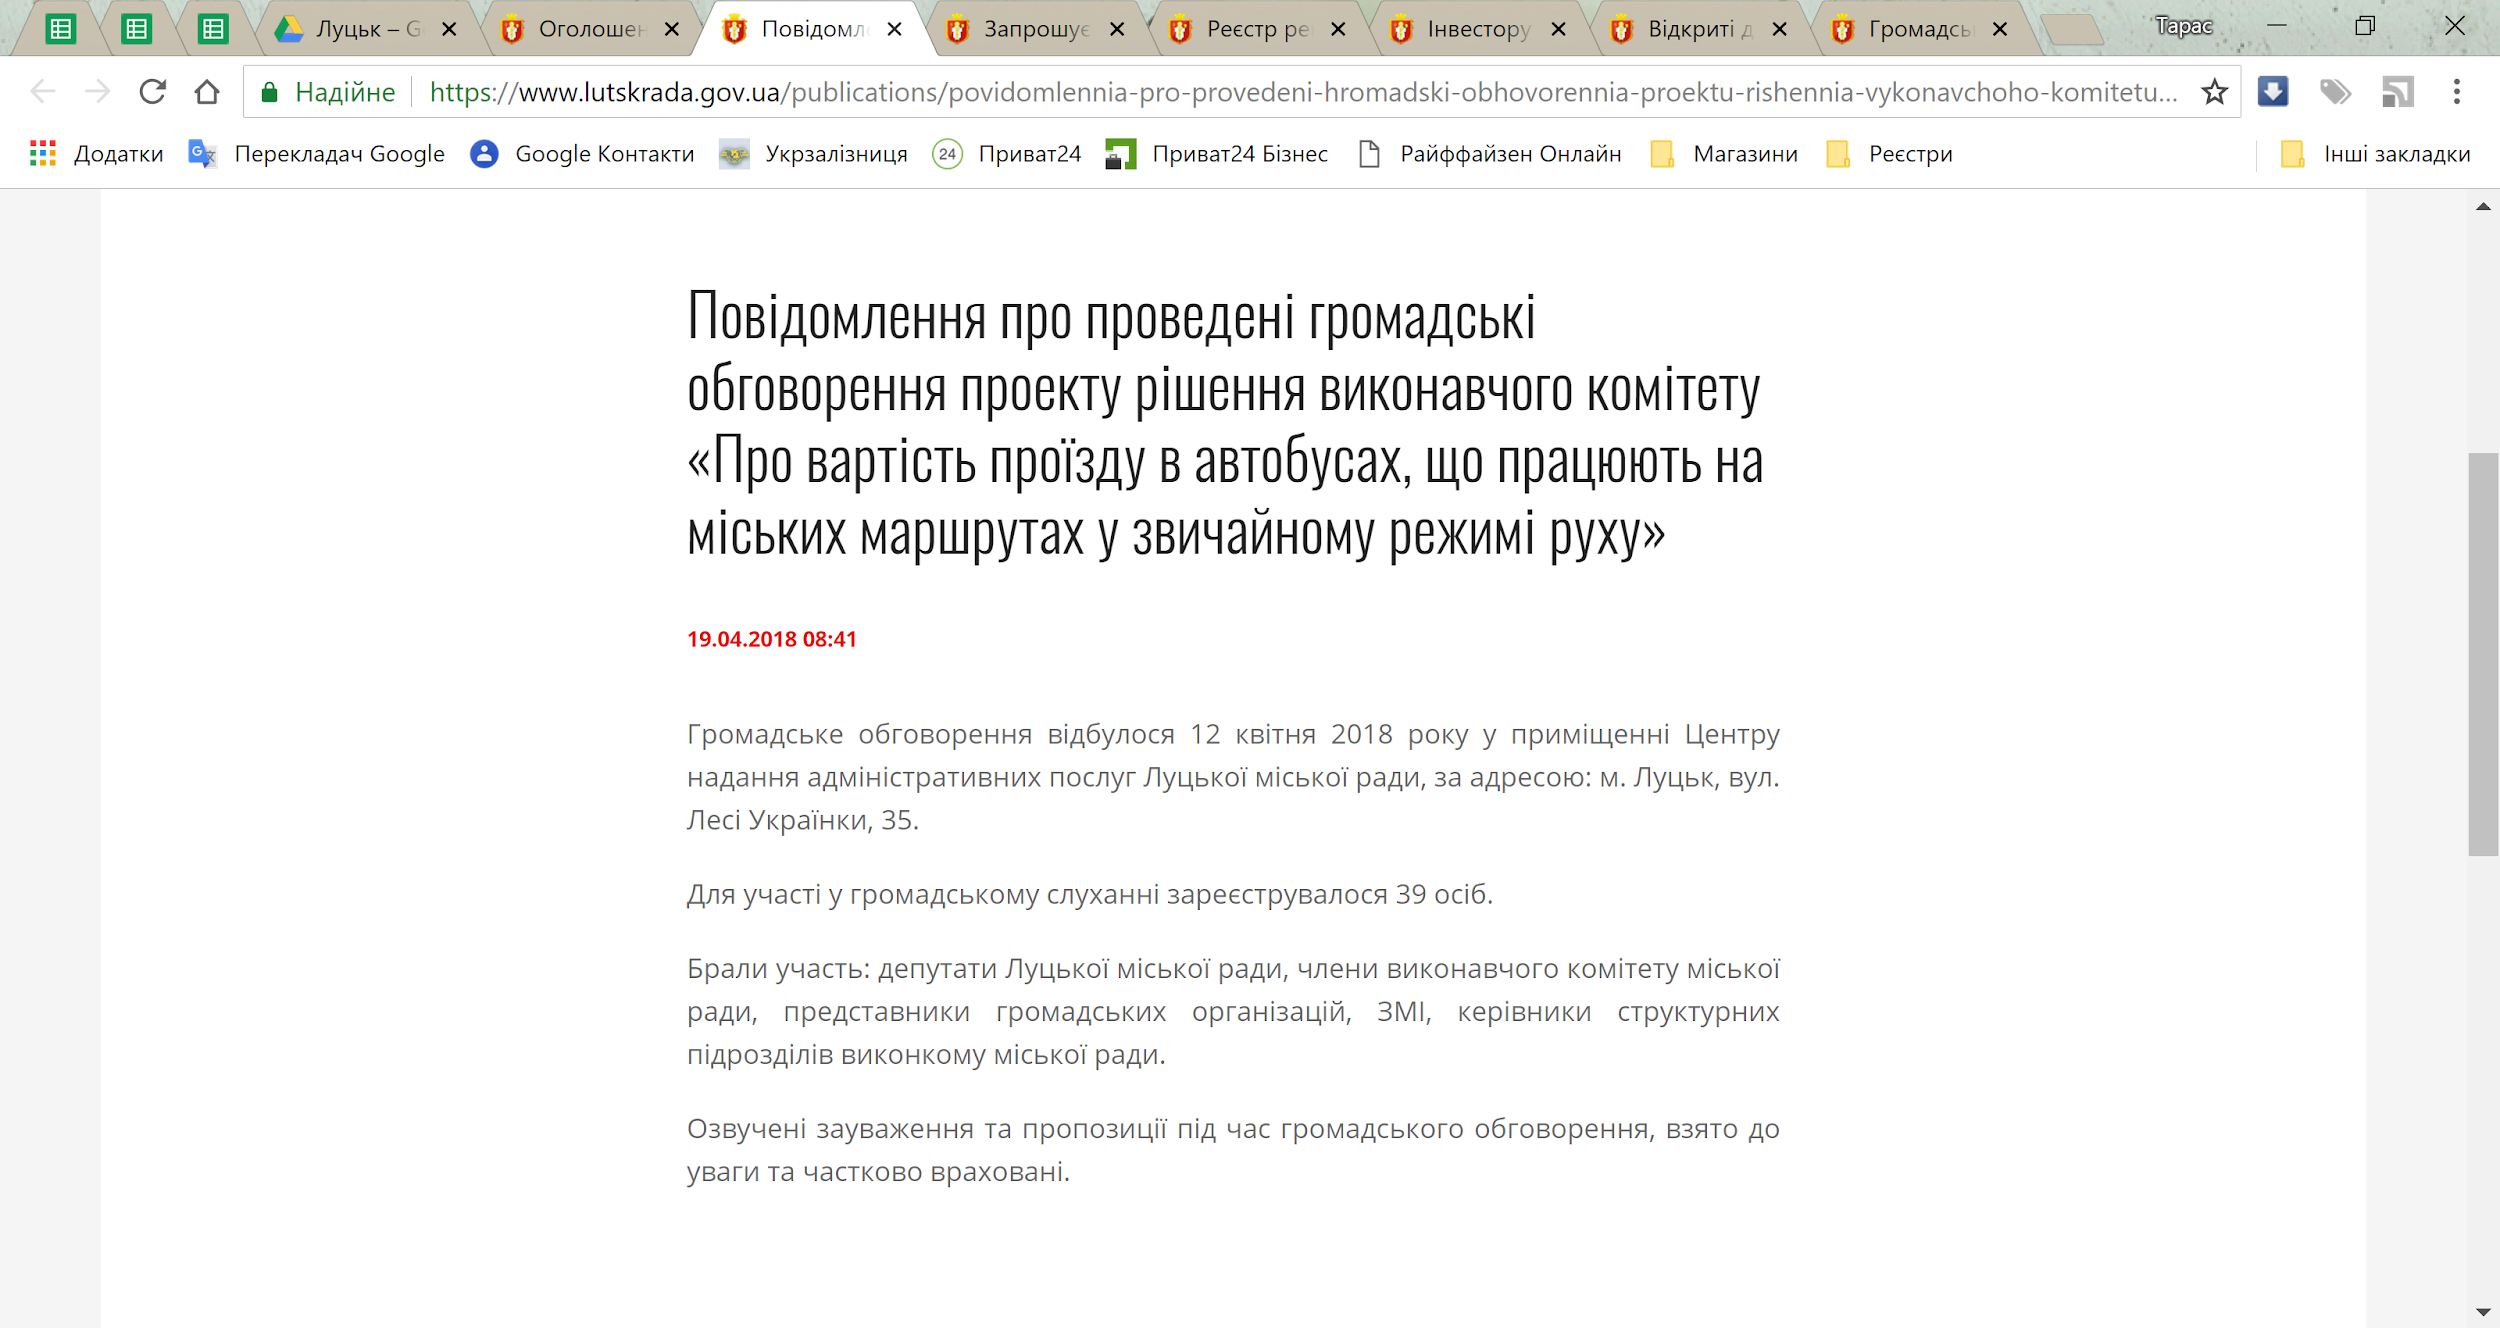 Луцьк – G
Оголошен
Повідомл
Запрошує
Реєстр ре
Інвестору
Відкриті д
Громадсь
Тарас
Надійне
https://www.lutskrada.gov.ua/publications/povidomlennia-pro-provedeni-hromadski-obhovorennia-proektu-rishennia-vykonavchoho-komitetu...
Додатки
Перекладач Google
Google Контакти
Укрзалізниця
24
Приват24
Приват24 Бізнес
Райффайзен Онлайн
Магазини
Реєстри
Інші закладки
Повідомлення про проведені громадські
обговорення проекту рішення виконавчого комітету
«Про вартість проїзду в автобусах, що працюють на
міських маршрутах у звичайному режимі руху»
19.04.2018 08:41
Громадське обговорення відбулося 12 квітня 2018 року у приміщенні Центру
надання адміністративних послуг Луцької міської ради, за адресою: м. Луцьк, вул.
Лесі Українки, 35.
Для участі у громадському слуханні зареєструвалося 39 осіб.
Брали участь: депутати Луцької міської ради, члени виконавчого комітету міської
ради, представники громадських організацій, ЗМІ, керівники структурних
підрозділів виконкому міської ради.
Озвучені зауваження та пропозиції під час громадського обговорення, взято до
уваги та частково враховані.